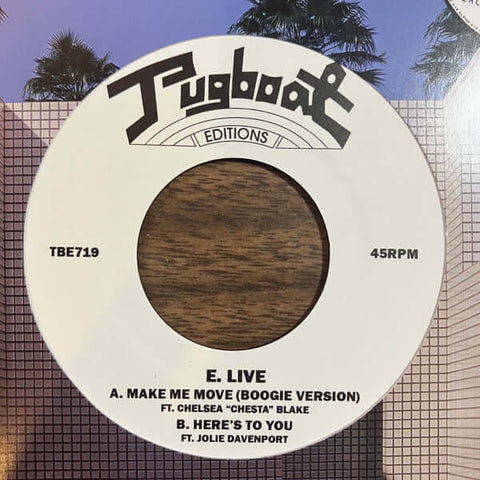 Tugboat
EDITIONS
TBE719
45RPM
E. LIVE
A. MAKE ME MOVE (BOOGIE VERSION)
FT. CHELSEA "CHESTA" BLAKE
B. HERE'S TO YOU
FT. JOLIE DAVENPORT